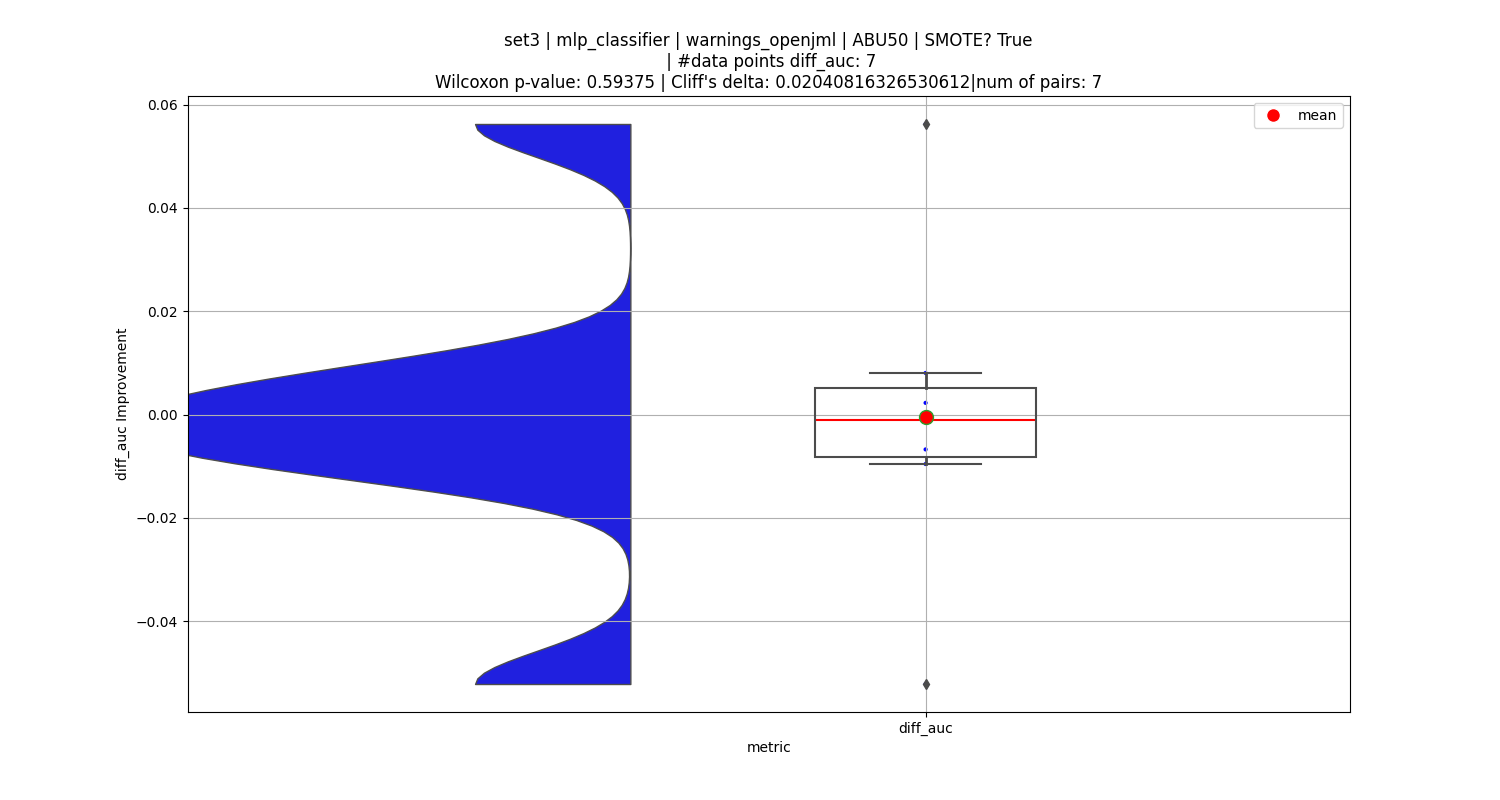 set3 | mlp_classifier | warnings_openjml | ABU50 | SMOTE? True
| #data points diff_auc: 7
Wilcoxon p-value: 0.59375 | Cliff's delta: 0.02040816326530612|num of pairs: 7
mean
0.06
0.04
0.02
0.00
−0.02
−0.04
diff_auc Improvement
diff_auc
metric